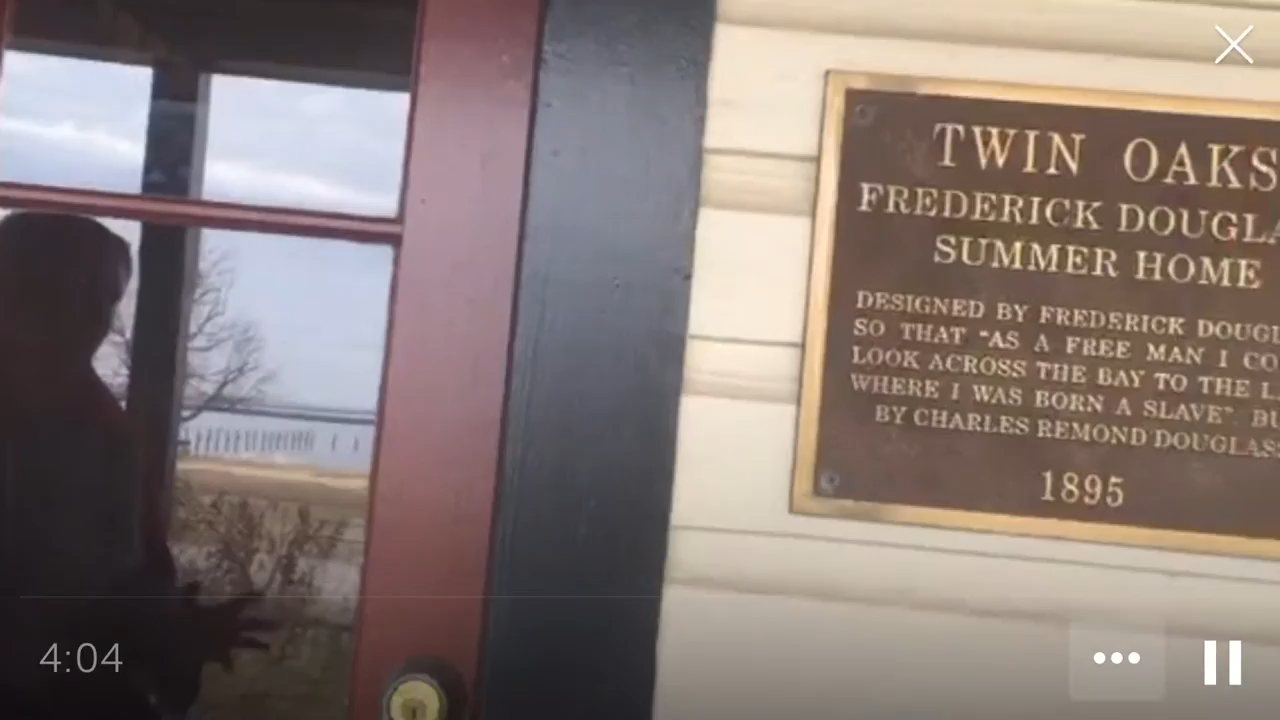 TWIN OAKS
FREDERICK DOUGLA
SUMMER HOME
DESIGNED BY FREDERICK DOUGL
SO THAT "AS A FREE MAN I CO
LOOK ACROSS THE BAY TO THE L
WHERE I WAS BORN A SLAVE". BU
BY CHARLES REMOND DOUGLASS
1895
4:04